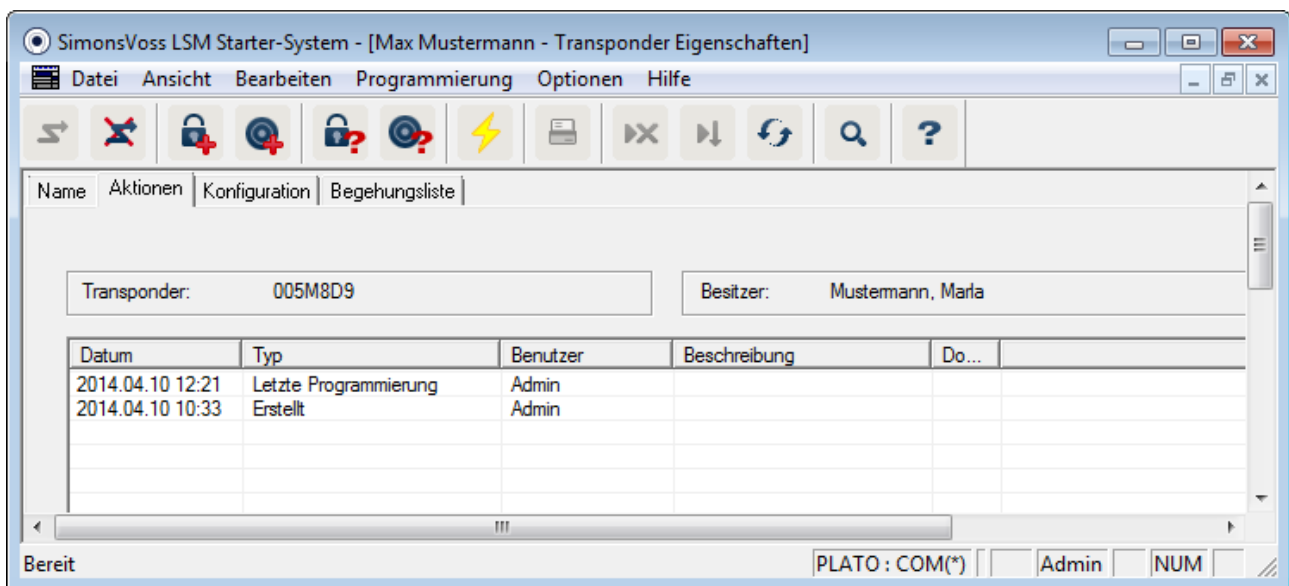 SimonsVoss LSM Starter-System - [Max Mustermann - Transponder Eigenschaften]
Datei Ansicht Bearbeiten Programmierung Optionen Hilfe
Name Aktionen Konfiguration Begehungsliste
Transponder: 005M8D9 Besitzer: Mustermann, Marla
Datum Typ Benutzer Beschreibung Do...
2014.04.10 12:21 Letzte Programmierung Admin
2014.04.10 10:33 Erstellt Admin
Bereit PLATO : COM(*) Admin NUM